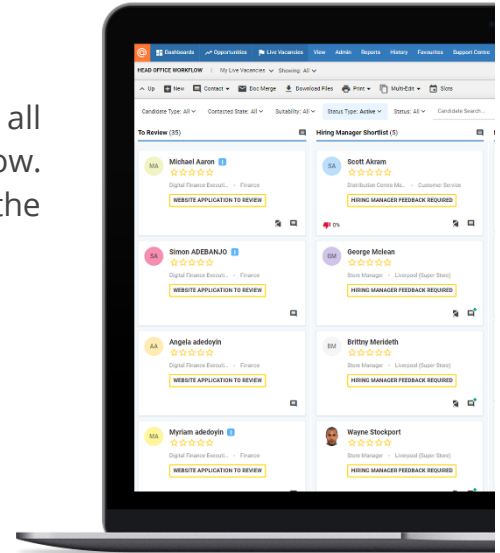 all
ow.
the
Dashboards Opportunities Live Vacancies View Admin Reports History Favourites Support Centre
HEAD OFFICE WORKFLOW My Live Vacancies Showing: All
Up New Contact Doc Merge Download Files Print Multi-Edit Slots
Candidate Type: All Contacted State: All Suitability: All Status Type: Active Status: All Candidate Search...
To Review (35) Hiring Manager Shortlist (5)
MA Michael Aaron
Digital Finance Executi... Finance
WEBSITE APPLICATION TO REVIEW
SA Scott Akram
Distribution Centre Ma... Customer Service
HIRING MANAGER FEEDBACK REQUIRED
0%
SA Simon ADEBANJO
Digital Finance Executi... Finance
WEBSITE APPLICATION TO REVIEW
GM George Mclean
Store Manager Liverpool (Super Store)
HIRING MANAGER FEEDBACK REQUIRED
AA Angela adedoyin
Digital Finance Executi... Finance
WEBSITE APPLICATION TO REVIEW
BM Brittny Merideth
Store Manager Liverpool (Super Store)
HIRING MANAGER FEEDBACK REQUIRED
MA Myriam adedoyin
Digital Finance Executi... Finance
WEBSITE APPLICATION TO REVIEW
Wayne Stockport
Store Manager Liverpool (Super Store)
HIRING MANAGER FEEDBACK REQUIRED